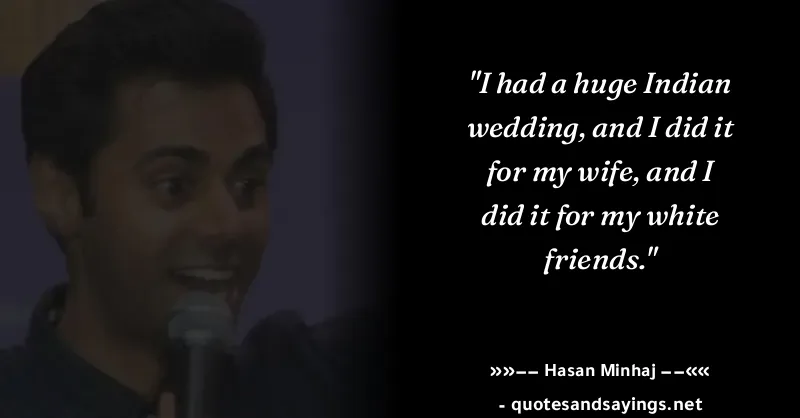 "I had a huge Indian
wedding, and I did it
for my wife, and I
did it for my white
friends."
»»−− Hasan Minhaj −−««
- quotesandsayings.net